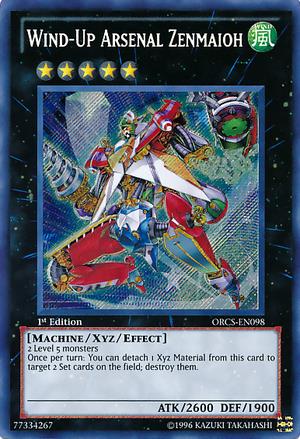 WIND-UP ARSENAL ZENMAIOH
WIND
風
1st Edition
ORCS-EN098
[MACHINE/XYZ/EFFECT]
2 Level 5 monsters
Once per turn: You can detach 1 Xyz Material from this card to
target 2 Set cards on the field; destroy them.
ATK/2600 DEF/1900
77334267
©1996 KAZUKI TAKAHASHI